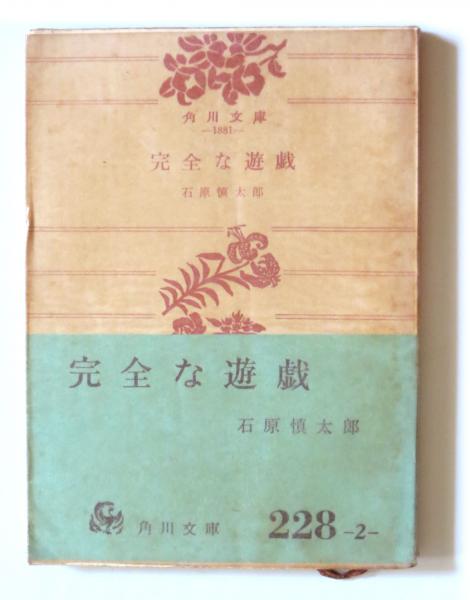 角川文庫
—1881—
完全な遊戯
石原慎太郎
完全な遊戯
石原慎太郎
角川文庫 228 -2-